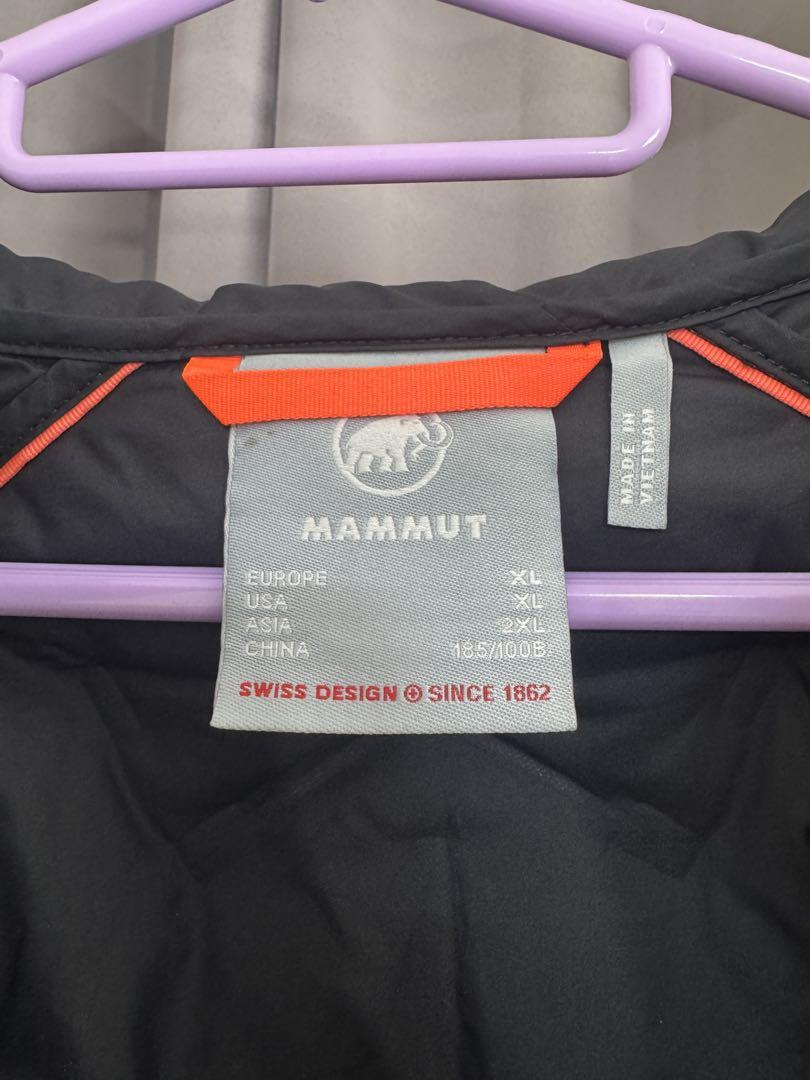 MAMMUT
EUROPE XL
USA XL
ASIA 2XL
CHINA 185/100B
SWISS DESIGN SINCE 1862
MADE IN
VIETNAM